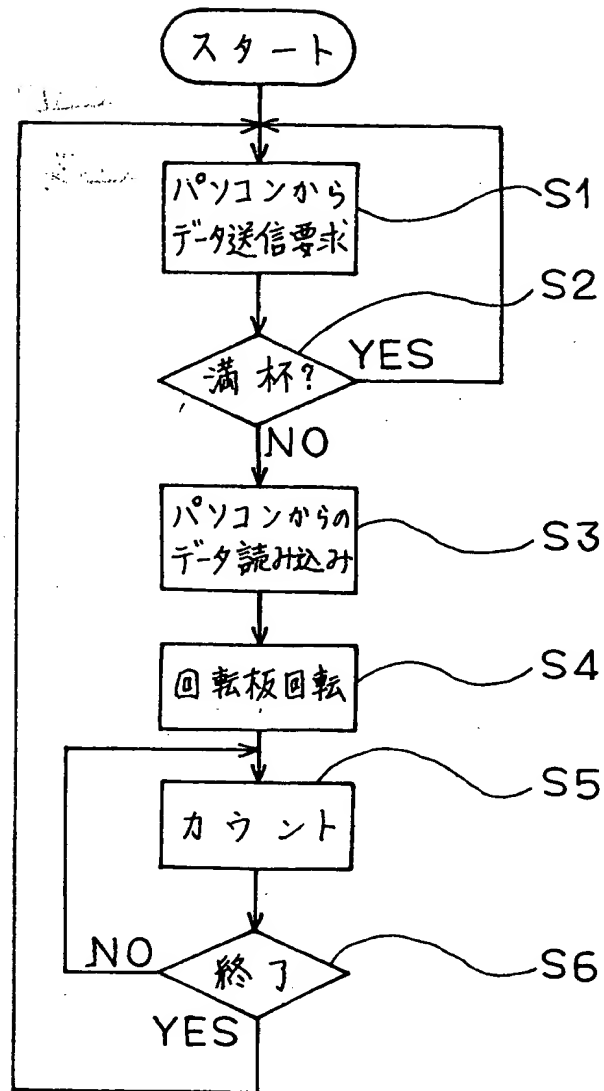 スタート
パソコンから
データ送信要求
S1
S2
満杯?
YES
NO
パソコンからの
データ読み込み
S3
回転板回転
S4
S5
カウント
NO
終了
S6
YES